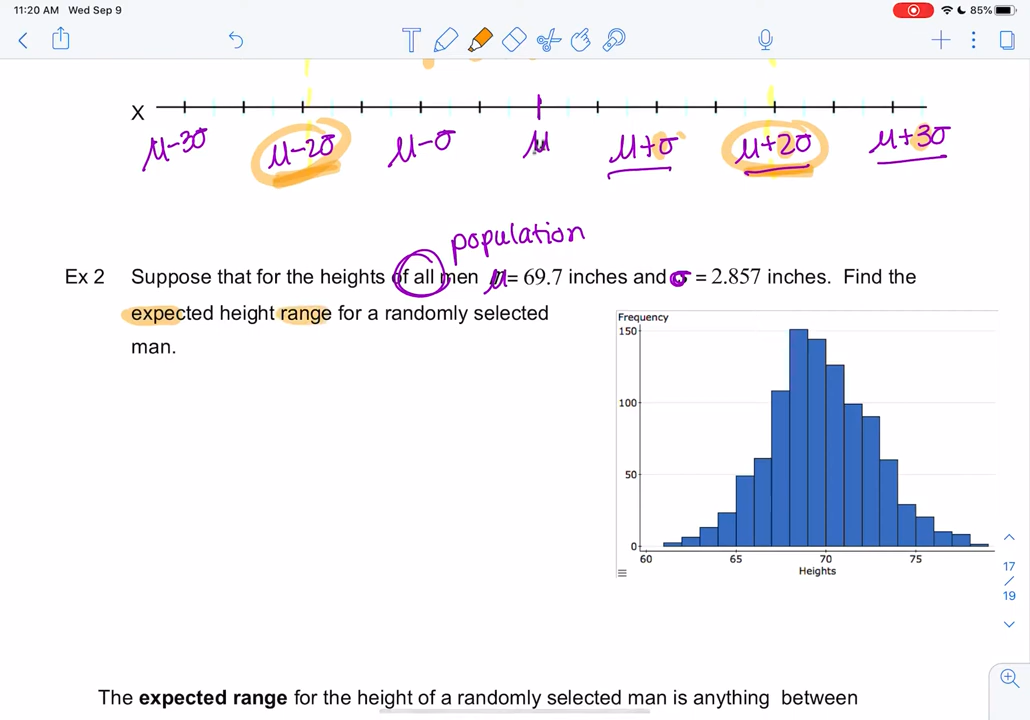 11:20 AM Wed Sep 9
85%
T
X
μ-3σ μ-2σ μ-σ μ μ+σ μ+2σ μ+3σ
population
Ex 2 Suppose that for the heights of all men μ = 69.7 inches and σ = 2.857 inches. Find the
expected height range for a randomly selected
man.
Frequency
150
100
50
0
60 65 70 75
Heights
17
/
19
The expected range for the height of a randomly selected man is anything between